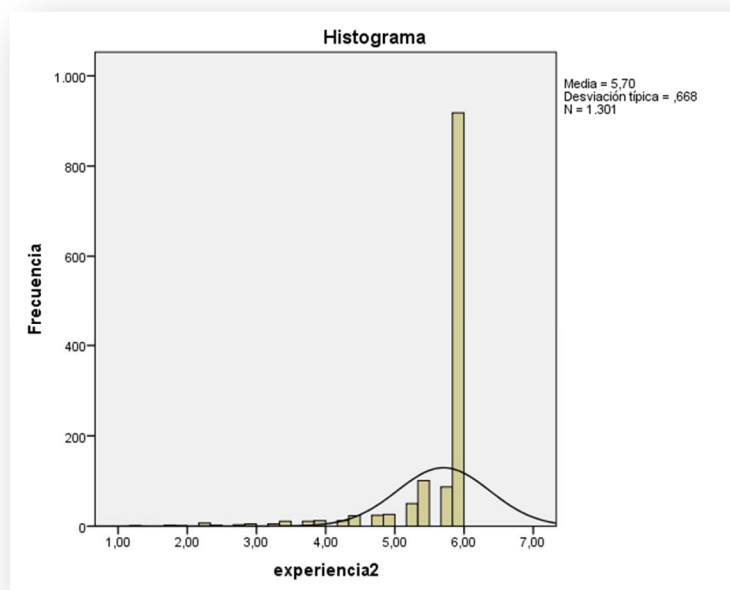 Histograma
Media = 5,70
Desviación típica = ,668
N = 1.301
Frecuencia
1.000
800
600
400
200
0
1,00 2,00 3,00 4,00 5,00 6,00 7,00
experiencia2